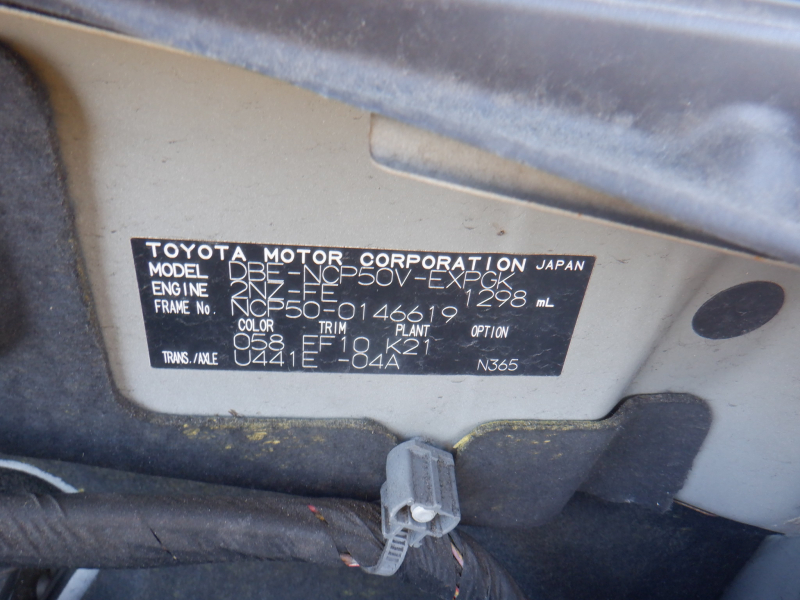 TOYOTA MOTOR CORPORATION JAPAN
MODEL DBE-NCP50V-EXPGK
ENGINE 2NZ-FE 1298 mL
FRAME No. NCP50-0146619
COLOR TRIM PLANT OPTION
058 EF10 K21
TRANS./AXLE U441E -04A N365